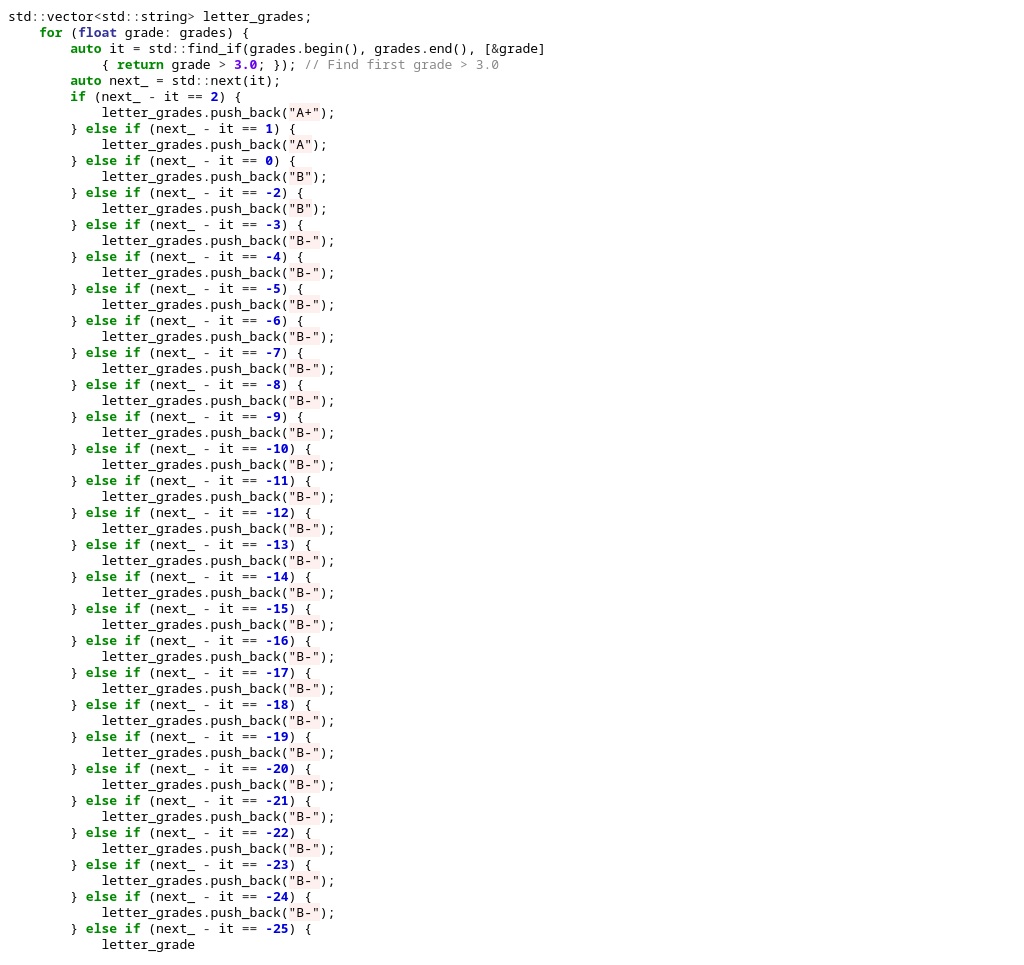 std::vector<std::string> letter_grades;
    for (float grade: grades) {
        auto it = std::find_if(grades.begin(), grades.end(), [&grade]
            { return grade > 3.0; }); // Find first grade > 3.0
        auto next_ = std::next(it);
        if (next_ - it == 2) {
            letter_grades.push_back("A+");
        } else if (next_ - it == 1) {
            letter_grades.push_back("A");
        } else if (next_ - it == 0) {
            letter_grades.push_back("B");
        } else if (next_ - it == -2) {
            letter_grades.push_back("B");
        } else if (next_ - it == -3) {
            letter_grades.push_back("B-");
        } else if (next_ - it == -4) {
            letter_grades.push_back("B-");
        } else if (next_ - it == -5) {
            letter_grades.push_back("B-");
        } else if (next_ - it == -6) {
            letter_grades.push_back("B-");
        } else if (next_ - it == -7) {
            letter_grades.push_back("B-");
        } else if (next_ - it == -8) {
            letter_grades.push_back("B-");
        } else if (next_ - it == -9) {
            letter_grades.push_back("B-");
        } else if (next_ - it == -10) {
            letter_grades.push_back("B-");
        } else if (next_ - it == -11) {
            letter_grades.push_back("B-");
        } else if (next_ - it == -12) {
            letter_grades.push_back("B-");
        } else if (next_ - it == -13) {
            letter_grades.push_back("B-");
        } else if (next_ - it == -14) {
            letter_grades.push_back("B-");
        } else if (next_ - it == -15) {
            letter_grades.push_back("B-");
        } else if (next_ - it == -16) {
            letter_grades.push_back("B-");
        } else if (next_ - it == -17) {
            letter_grades.push_back("B-");
        } else if (next_ - it == -18) {
            letter_grades.push_back("B-");
        } else if (next_ - it == -19) {
            letter_grades.push_back("B-");
        } else if (next_ - it == -20) {
            letter_grades.push_back("B-");
        } else if (next_ - it == -21) {
            letter_grades.push_back("B-");
        } else if (next_ - it == -22) {
            letter_grades.push_back("B-");
        } else if (next_ - it == -23) {
            letter_grades.push_back("B-");
        } else if (next_ - it == -24) {
            letter_grades.push_back("B-");
        } else if (next_ - it == -25) {
            letter_grade